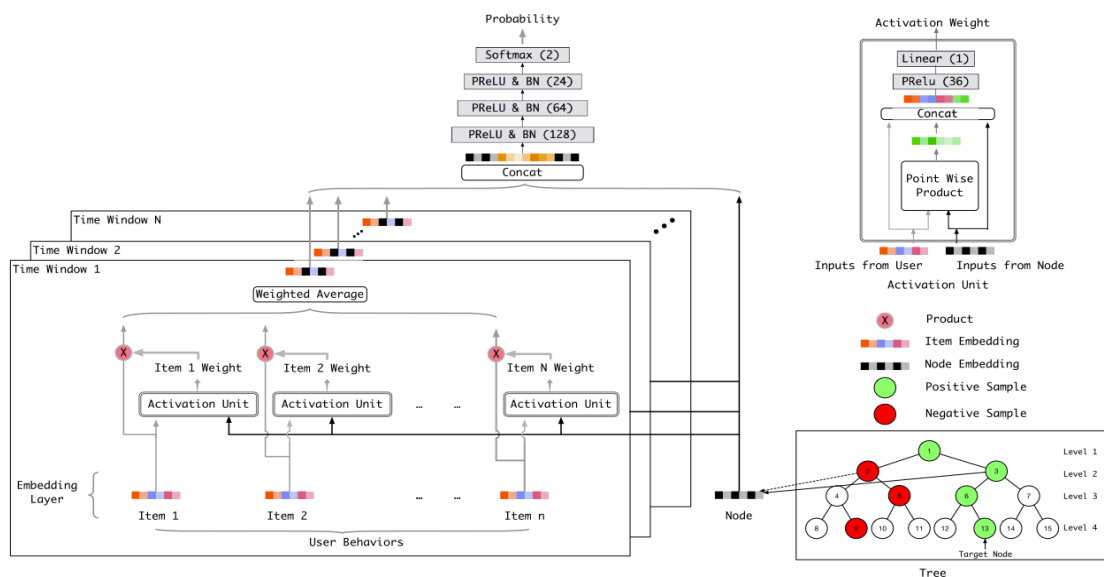 Probability
Softmax (2)
PReLU & BN (24)
PReLU & BN (64)
PReLU & BN (128)
Concat
Time Window N
Time Window 2
Time Window 1
Weighted Average
X
X
X
Item 1 Weight
Item 2 Weight
Item N Weight
Activation Unit
Activation Unit
... ...
Activation Unit
Embedding
Layer
... ...
Item 1
Item 2
... ...
Item n
User Behaviors
Node
Activation Weight
Linear (1)
PRelu (36)
Concat
Point Wise
Product
Inputs from User
Inputs from Node
Activation Unit
X
Product
Item Embedding
Node Embedding
Positive Sample
Negative Sample
1
Level 1
2
3
Level 2
4
5
6
7
Level 3
8
9
10
11
12
13
14
15
Level 4
Target Node
Tree